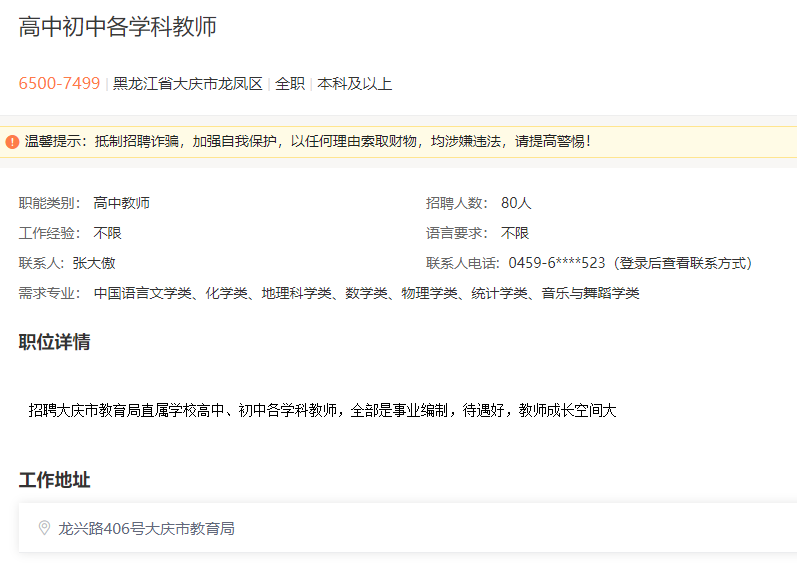 高中初中各学科教师
6500-7499 | 黑龙江省大庆市龙凤区 | 全职 | 本科及以上
温馨提示：抵制招聘诈骗，加强自我保护，以任何理由索取财物，均涉嫌违法，请提高警惕！
职能类别： 高中教师 招聘人数： 80人
工作经验： 不限 语言要求： 不限
联系人: 张大傲 联系人电话: 0459-6****523（登录后查看联系方式）
需求专业： 中国语言文学类、化学类、地理科学类、数学类、物理学类、统计学类、音乐与舞蹈学类
职位详情
招聘大庆市教育局直属学校高中、初中各学科教师，全部是事业编制，待遇好，教师成长空间大
工作地址
龙兴路406号大庆市教育局